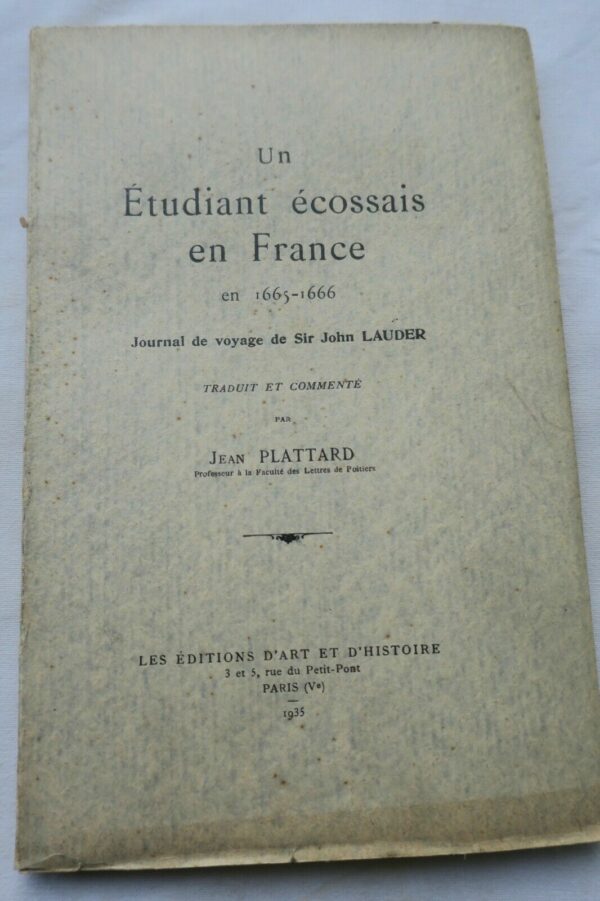 Un
Étudiant écossais
en France
en 1665-1666
Journal de voyage de Sir John LAUDER
TRADUIT ET COMMENTÉ
PAR
JEAN PLATTARD
Professeur à la Faculté des Lettres de Poitiers
LES ÉDITIONS D'ART ET D'HISTOIRE
3 et 5, rue du Petit-Pont
PARIS (Ve)
1935